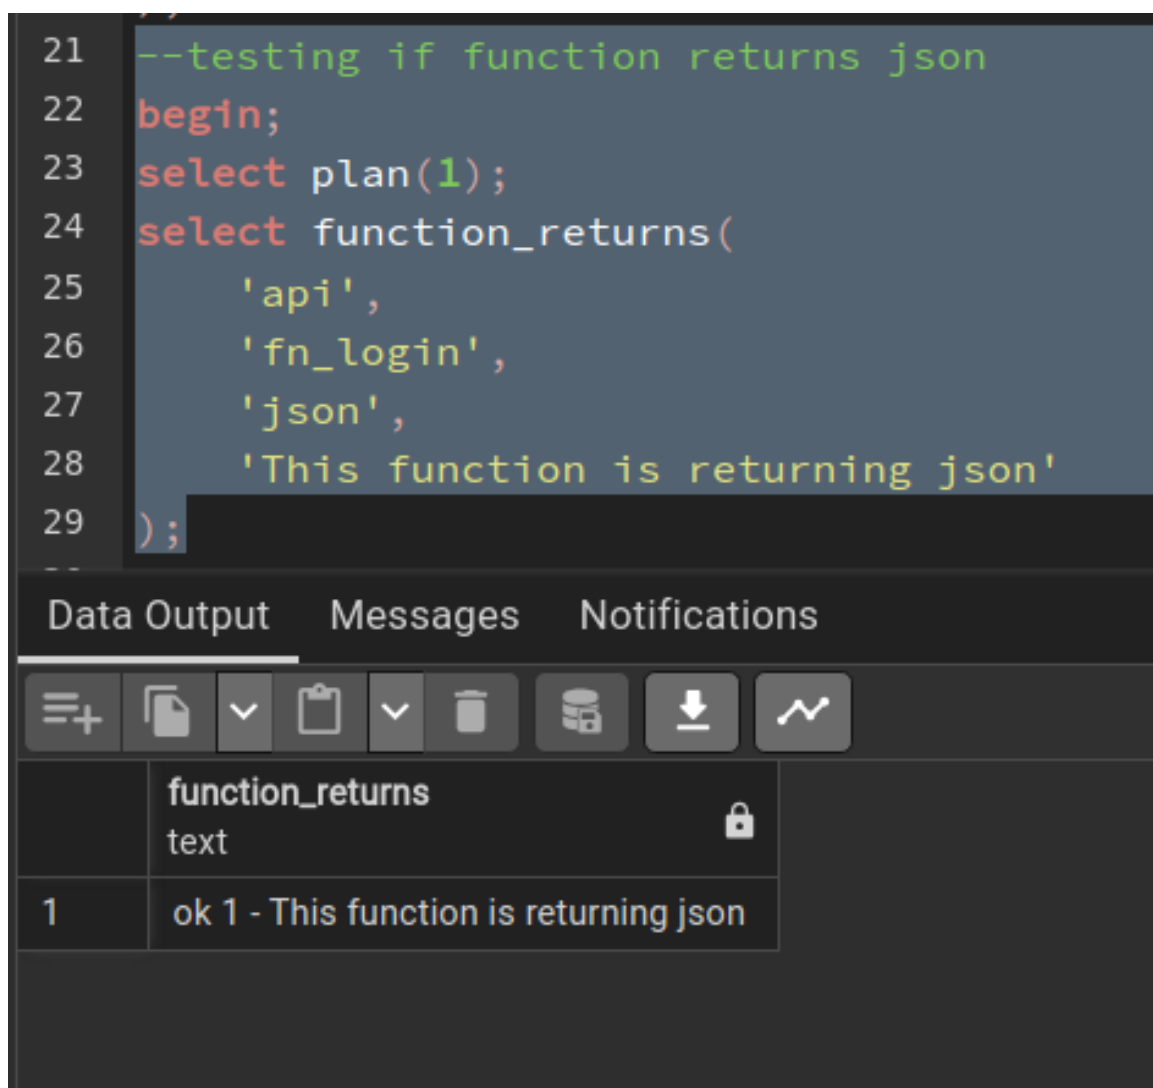 21 --testing if function returns json
22 begin;
23 select plan(1);
24 select function_returns(
25 'api',
26 'fn_login',
27 'json',
28 'This function is returning json'
29 );
Data Output Messages Notifications
function_returns
text
1 ok 1 - This function is returning json